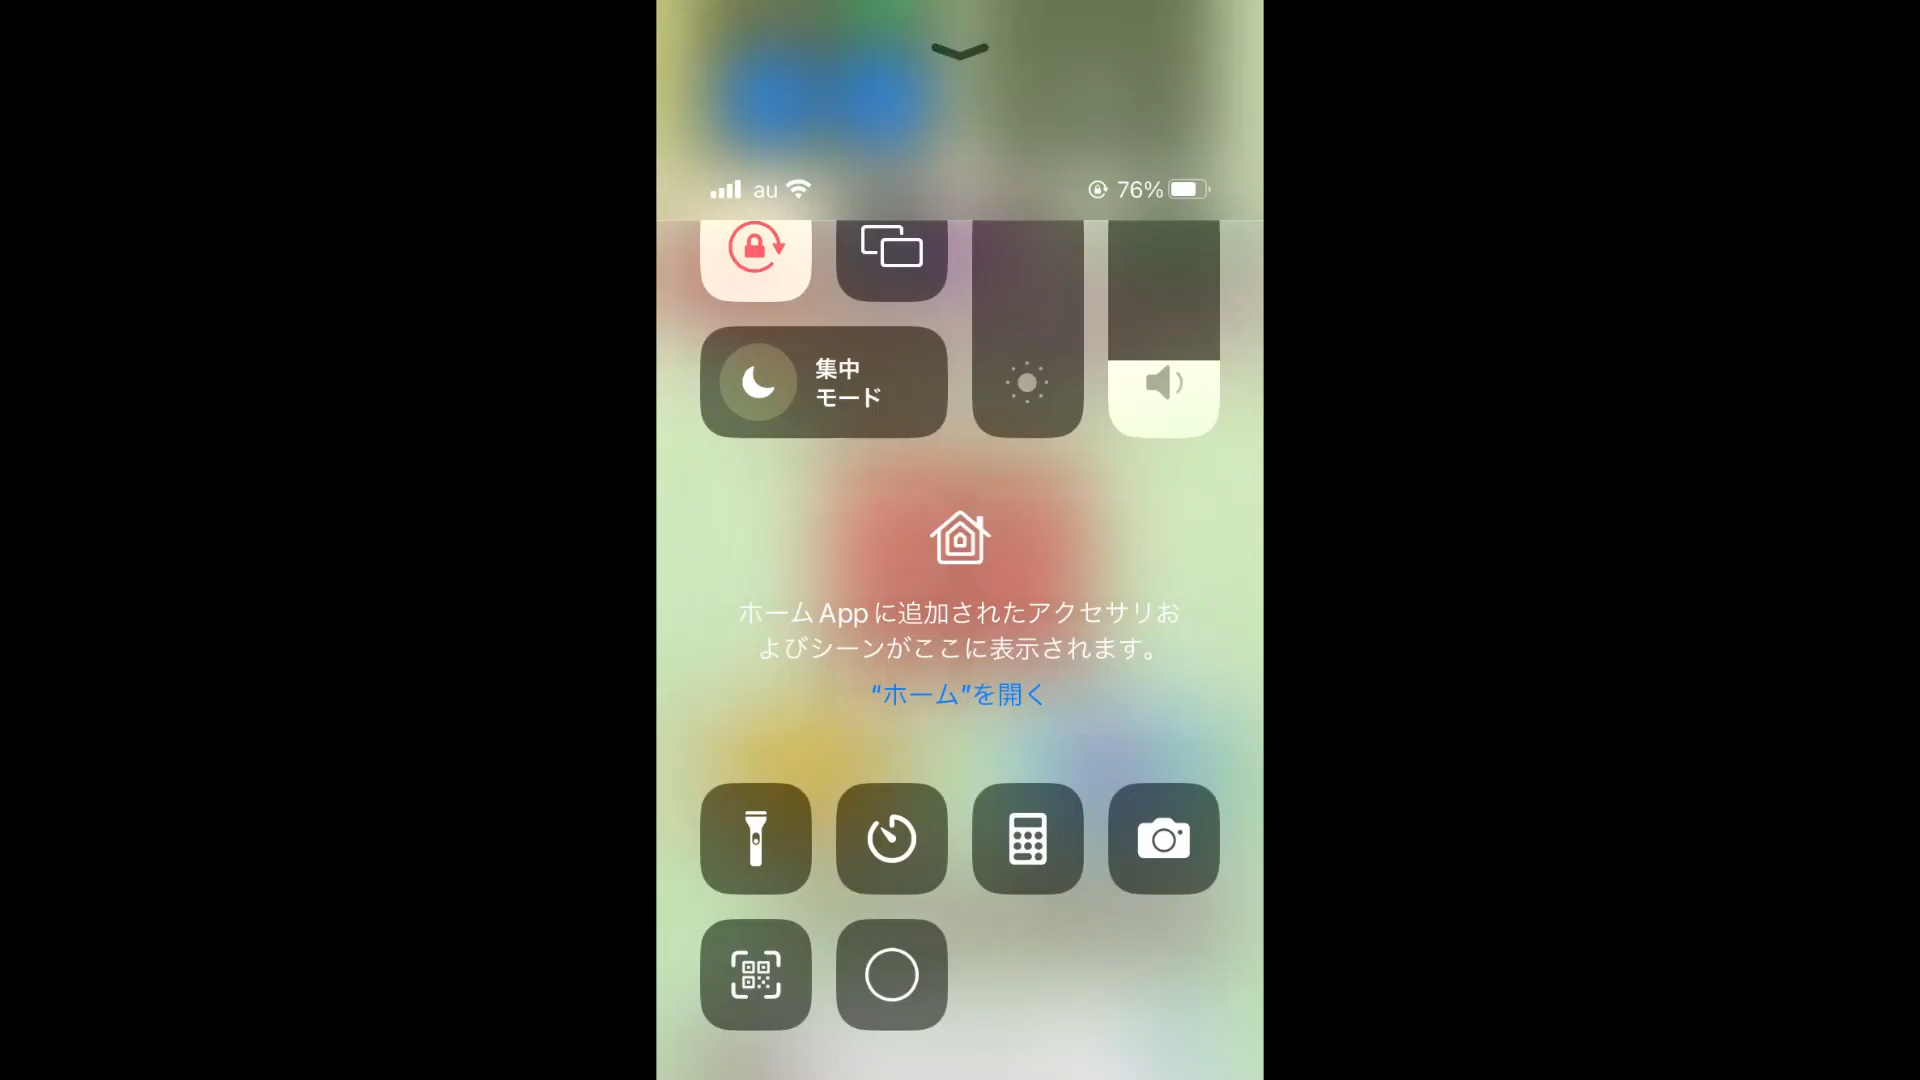 au 76%
集中
モード
ホーム App に追加されたアクセサリお
よびシーンがここに表示されます。
“ホーム”を開く